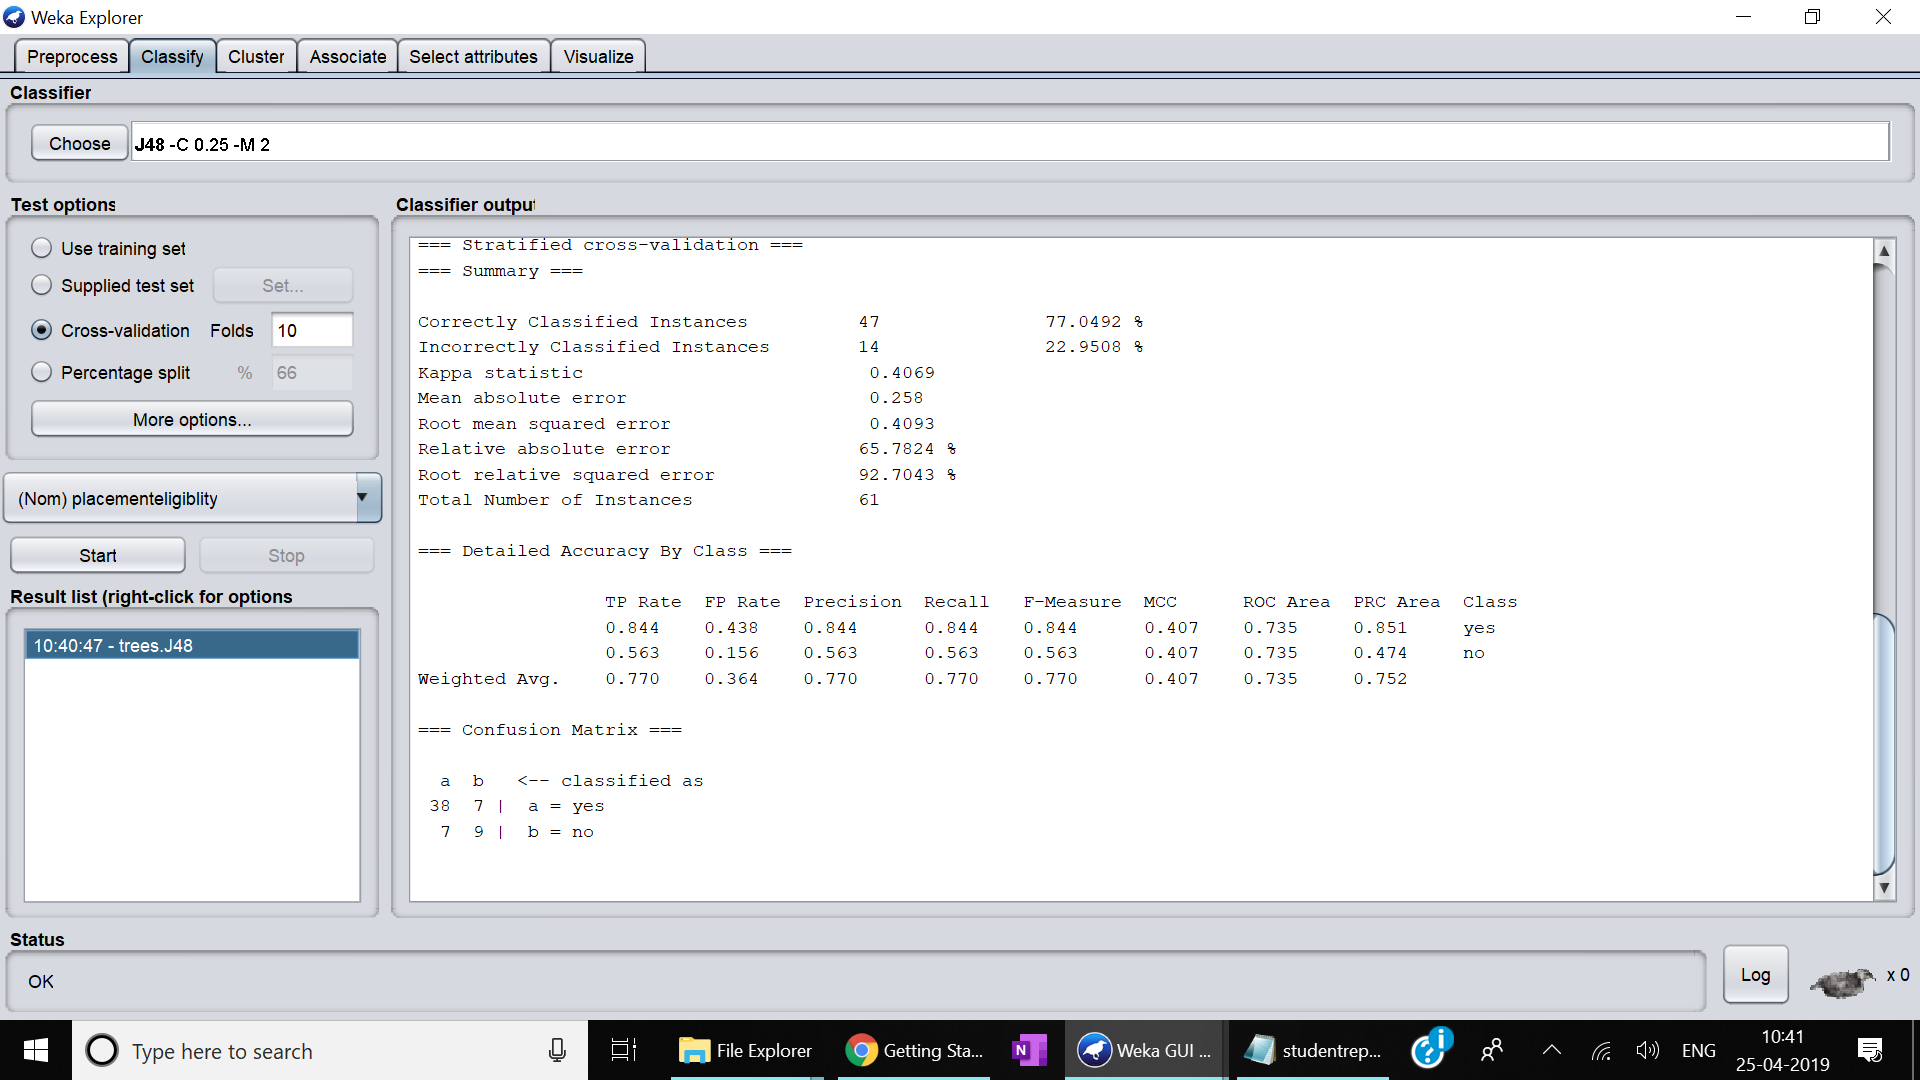 Weka Explorer
Preprocess Classify Cluster Associate Select attributes Visualize
Classifier
Choose J48 -C 0.25 -M 2
Test options
Use training set
Supplied test set Set...
Cross-validation Folds 10
Percentage split % 66
More options...
(Nom) placementeligiblity
Start Stop
Result list (right-click for options
10:40:47 - trees.J48
Classifier output
=== Stratified cross-validation ===
=== Summary ===
Correctly Classified Instances 47 77.0492 %
Incorrectly Classified Instances 14 22.9508 %
Kappa statistic 0.4069
Mean absolute error 0.258
Root mean squared error 0.4093
Relative absolute error 65.7824 %
Root relative squared error 92.7043 %
Total Number of Instances 61
=== Detailed Accuracy By Class ===
TP Rate FP Rate Precision Recall F-Measure MCC ROC Area PRC Area Class
0.844 0.438 0.844 0.844 0.844 0.407 0.735 0.851 yes
0.563 0.156 0.563 0.563 0.563 0.407 0.735 0.474 no
Weighted Avg. 0.770 0.364 0.770 0.770 0.770 0.407 0.735 0.752
=== Confusion Matrix ===
a b <-- classified as
38 7 | a = yes
7 9 | b = no
Status
OK
Log x 0
Type here to search
File Explorer
Getting Sta...
N
Weka GUI ...
studentrep...
ENG
10:41
25-04-2019